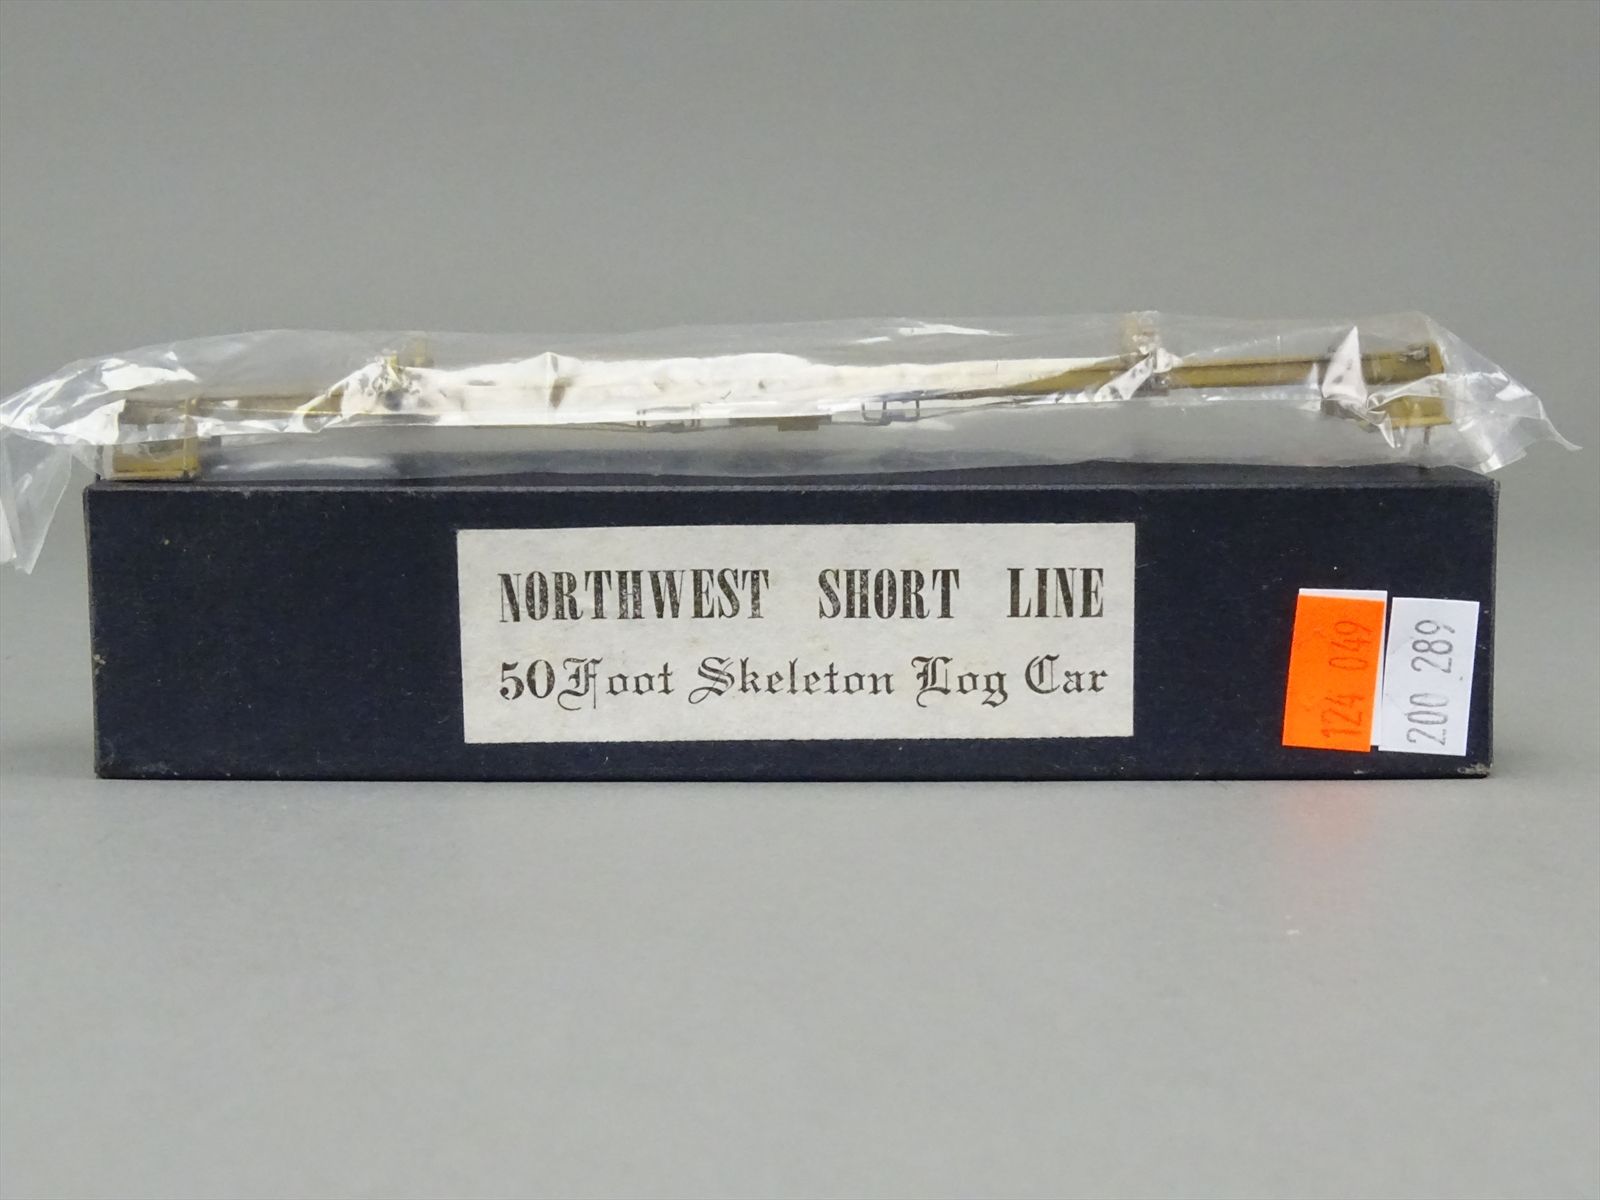 NORTHWEST SHORT LINE
50 Foot Skeleton Log Car
124 049
200 289